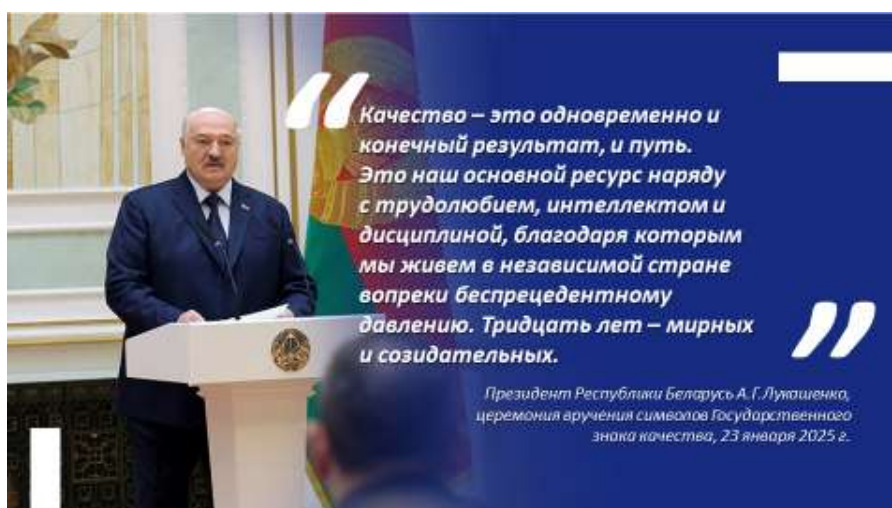 “
Качество – это одновременно и
конечный результат, и путь.
Это наш основной ресурс наряду
с трудолюбием, интеллектом и
дисциплиной, благодаря которым
мы живем в независимой стране
вопреки беспрецедентному
давлению. Тридцать лет – мирных
и созидательных.
”
Президент Республики Беларусь А.Г.Лукашенко,
церемония вручения символов Государственного
знака качества, 23 января 2025 г.